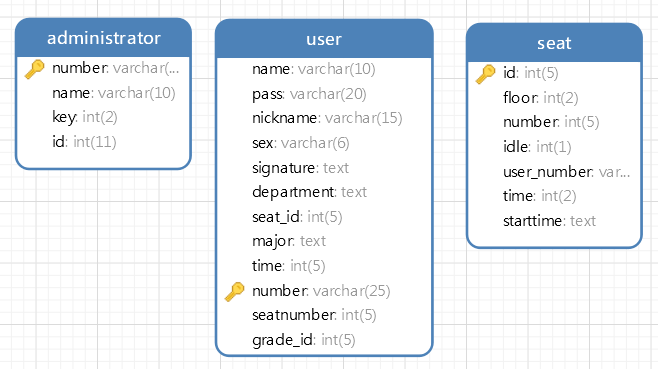 administrator
number: varchar(...
name: varchar(10)
key: int(2)
id: int(11)
user
name: varchar(10)
pass: varchar(20)
nickname: varchar(15)
sex: varchar(6)
signature: text
department: text
seat_id: int(5)
major: text
time: int(5)
number: varchar(25)
seatnumber: int(5)
grade_id: int(5)
seat
id: int(5)
floor: int(2)
number: int(5)
idle: int(1)
user_number: var...
time: int(2)
starttime: text